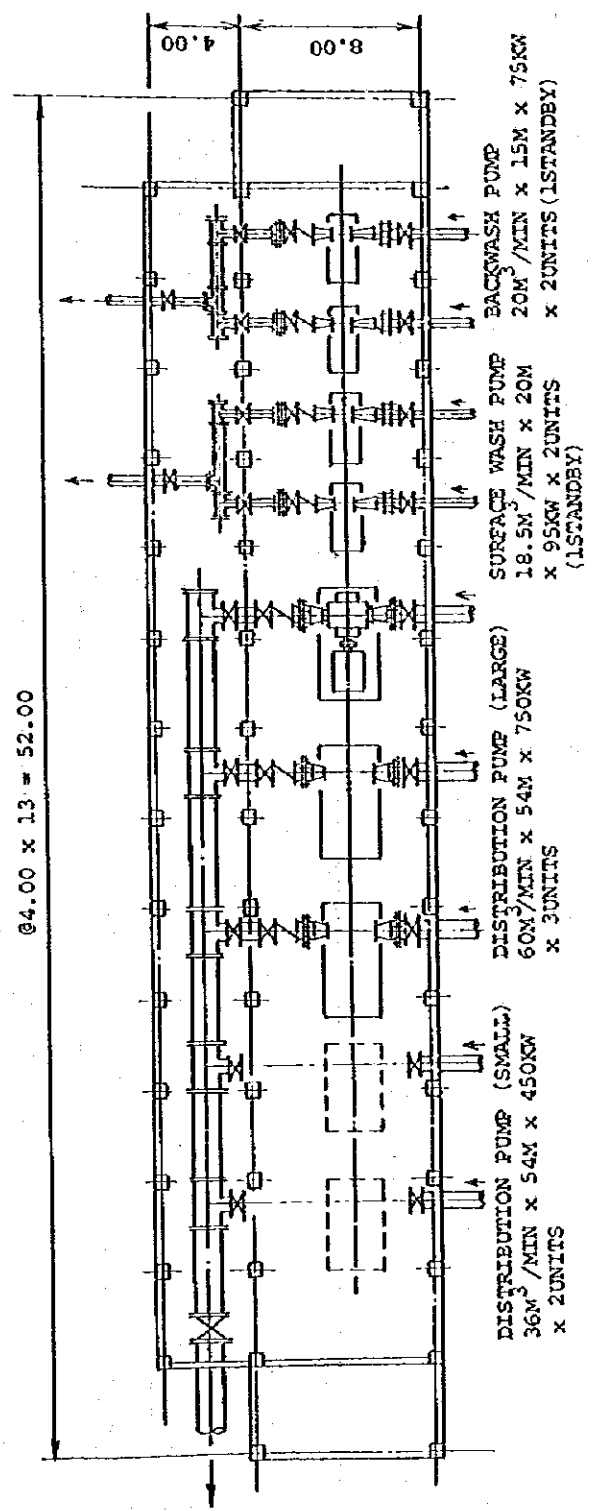 @4.00 x 13 = 52.00
4.00
8.00
DISTRIBUTION PUMP (SMALL)
36M³/MIN x 54M x 450KW
x 2UNITS
DISTRIBUTION PUMP (LARGE)
60M³/MIN x 54M x 750KW
x 3UNITS
SURFACE WASH PUMP
18.5M³/MIN x 20M
x 95KW x 2UNITS
(1STANDBY)
BACKWASH PUMP
20M³/MIN x 15M x 75KW
x 2UNITS(1STANDBY)